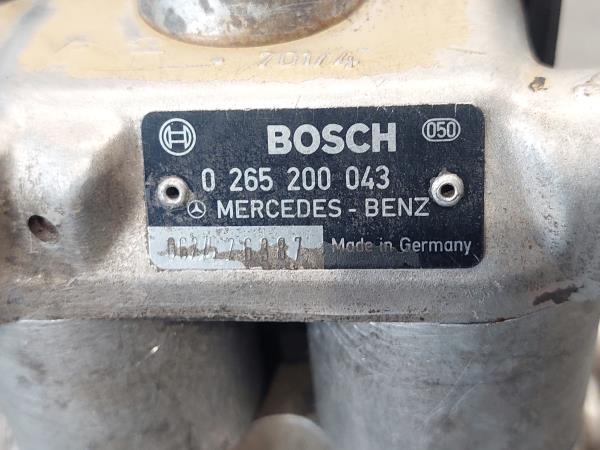 BOSCH 050
0 265 200 043
MERCEDES - BENZ
Made in Germany